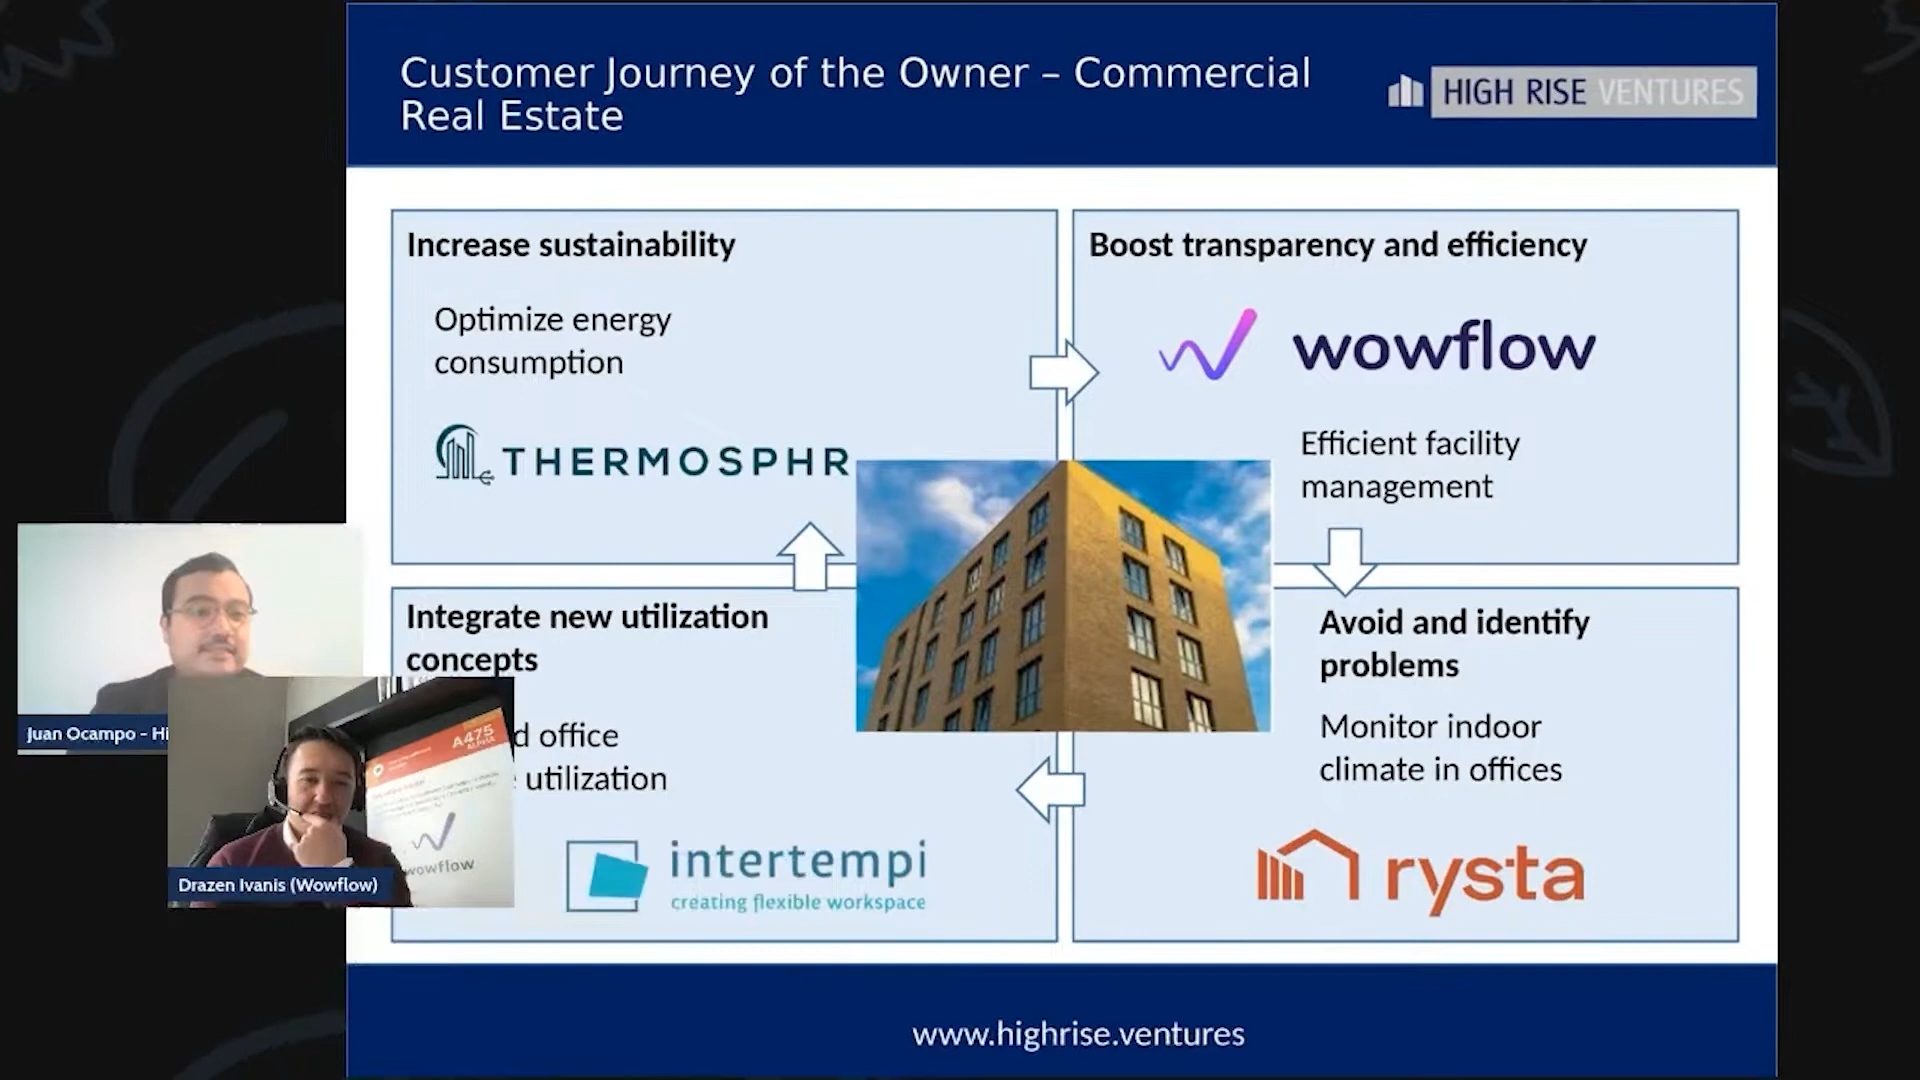 Customer Journey of the Owner – Commercial
Real Estate
HIGH RISE VENTURES
Increase sustainability
Optimize energy
consumption
THERMOSPHR
Boost transparency and efficiency
wowflow
Efficient facility
management
Integrate new utilization
concepts
d office
utilization
intertempi
creating flexible workspace
Avoid and identify
problems
Monitor indoor
climate in offices
rysta
Juan Ocampo - Hi
A475
ALPHA
wowflow
Drazen Ivanis (Wowflow)
www.highrise.ventures